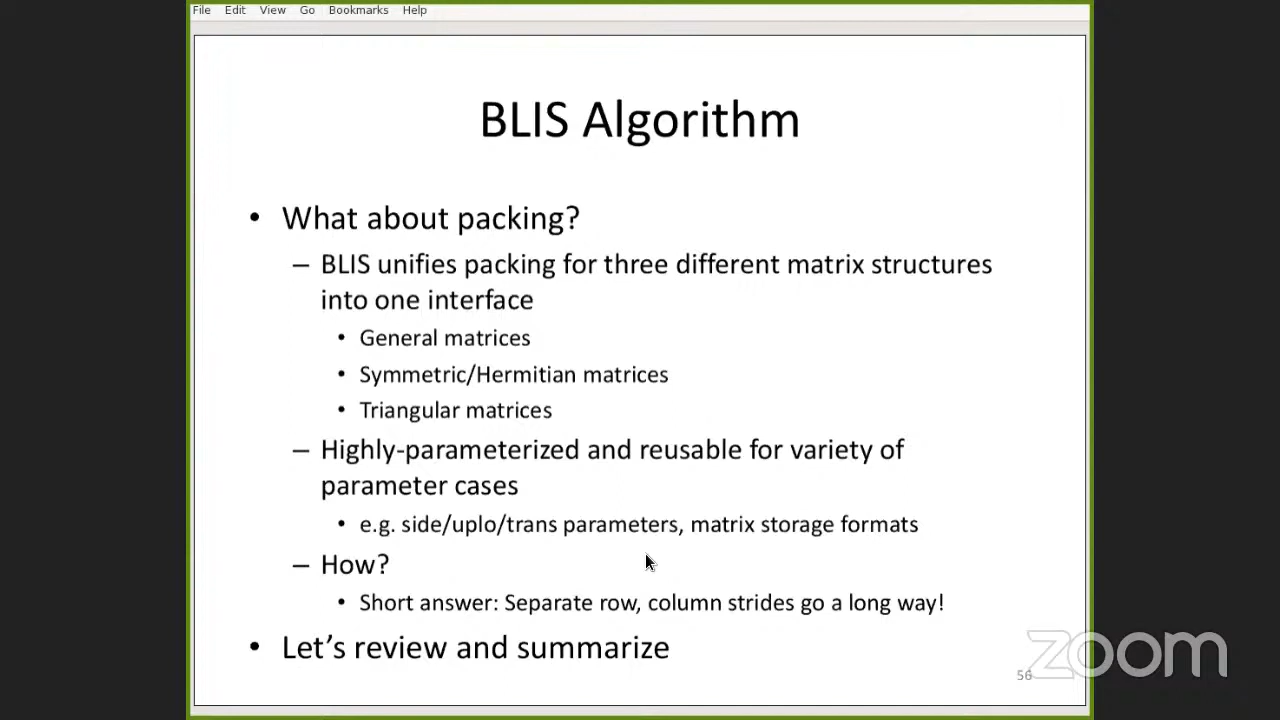 File Edit View Go Bookmarks Help
BLIS Algorithm
• What about packing?
– BLIS unifies packing for three different matrix structures
into one interface
• General matrices
• Symmetric/Hermitian matrices
• Triangular matrices
– Highly-parameterized and reusable for variety of
parameter cases
• e.g. side/uplo/trans parameters, matrix storage formats
– How?
• Short answer: Separate row, column strides go a long way!
• Let’s review and summarize
zoom
56